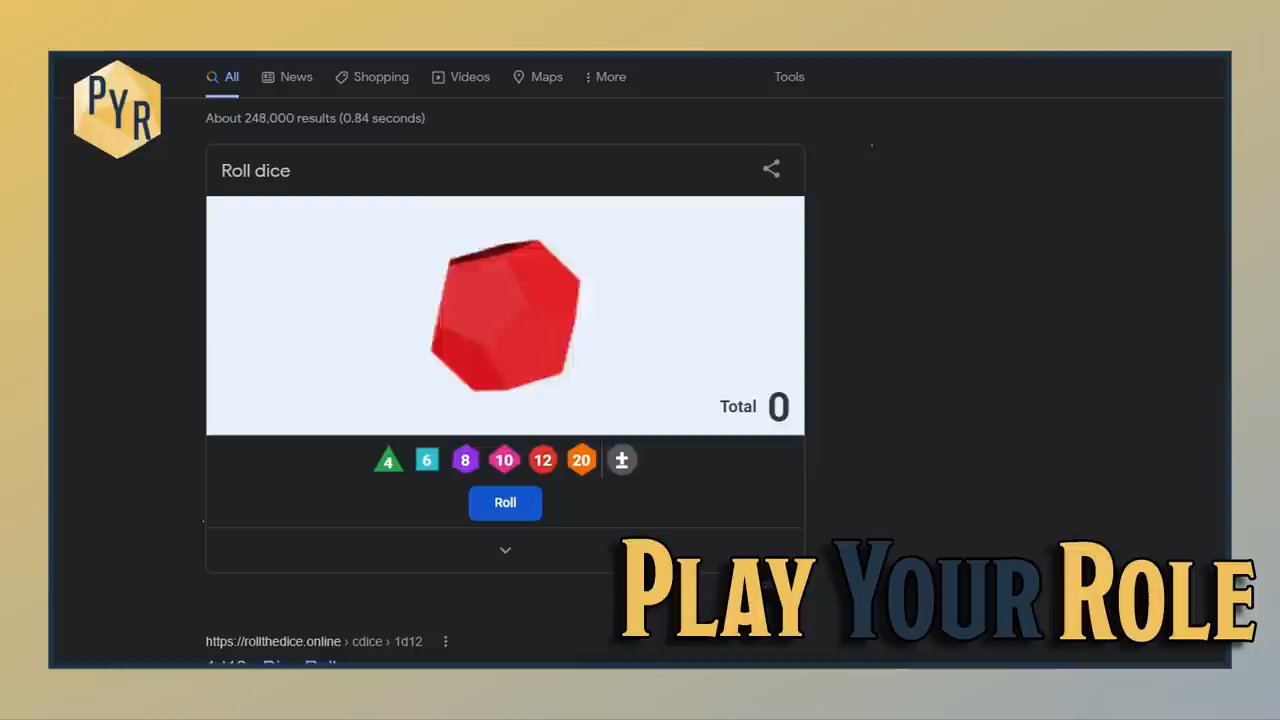 PYR
All News Shopping Videos Maps More Tools
About 248,000 results (0.84 seconds)
Roll dice
Total 0
4 6 8 10 12 20 ±
Roll
PLAY YOUR ROLE
https://rollthedice.online › cdice › 1d12